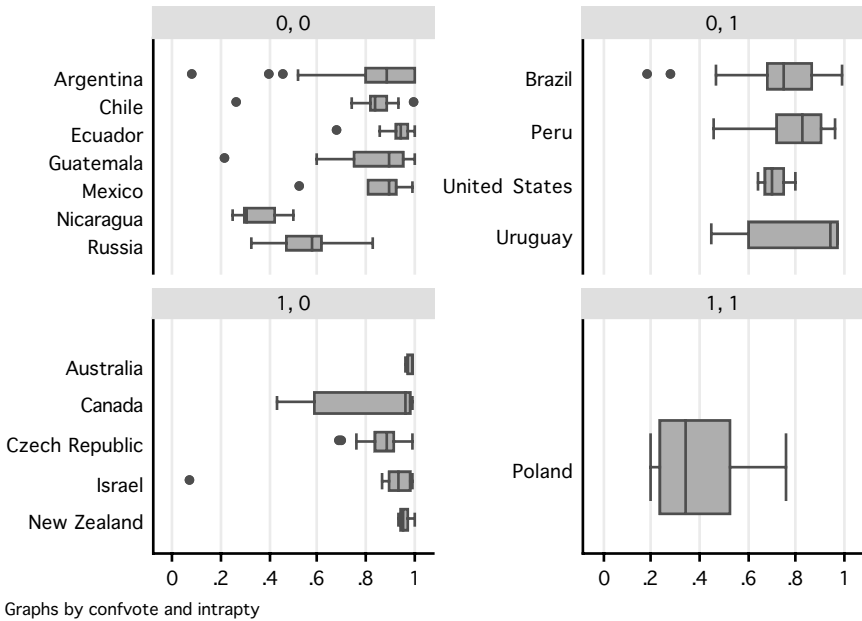 0, 0
0, 1
Argentina
Chile
Ecuador
Guatemala
Mexico
Nicaragua
Russia
Brazil
Peru
United States
Uruguay
1, 0
1, 1
Australia
Canada
Czech Republic
Israel
New Zealand
Poland
0 .2 .4 .6 .8 1
0 .2 .4 .6 .8 1
Graphs by confvote and intrapty